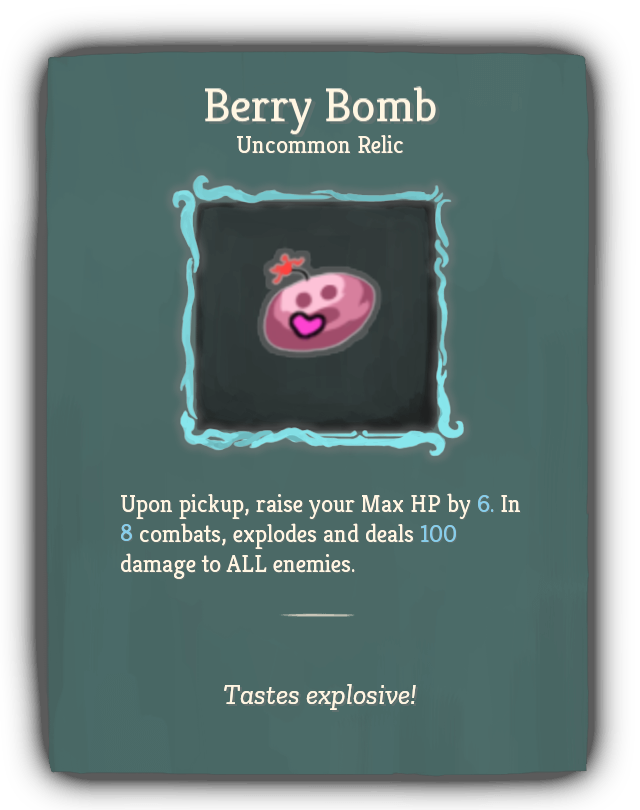 Berry Bomb
Uncommon Relic
Upon pickup, raise your Max HP by 6. In
8 combats, explodes and deals 100
damage to ALL enemies.
Tastes explosive!